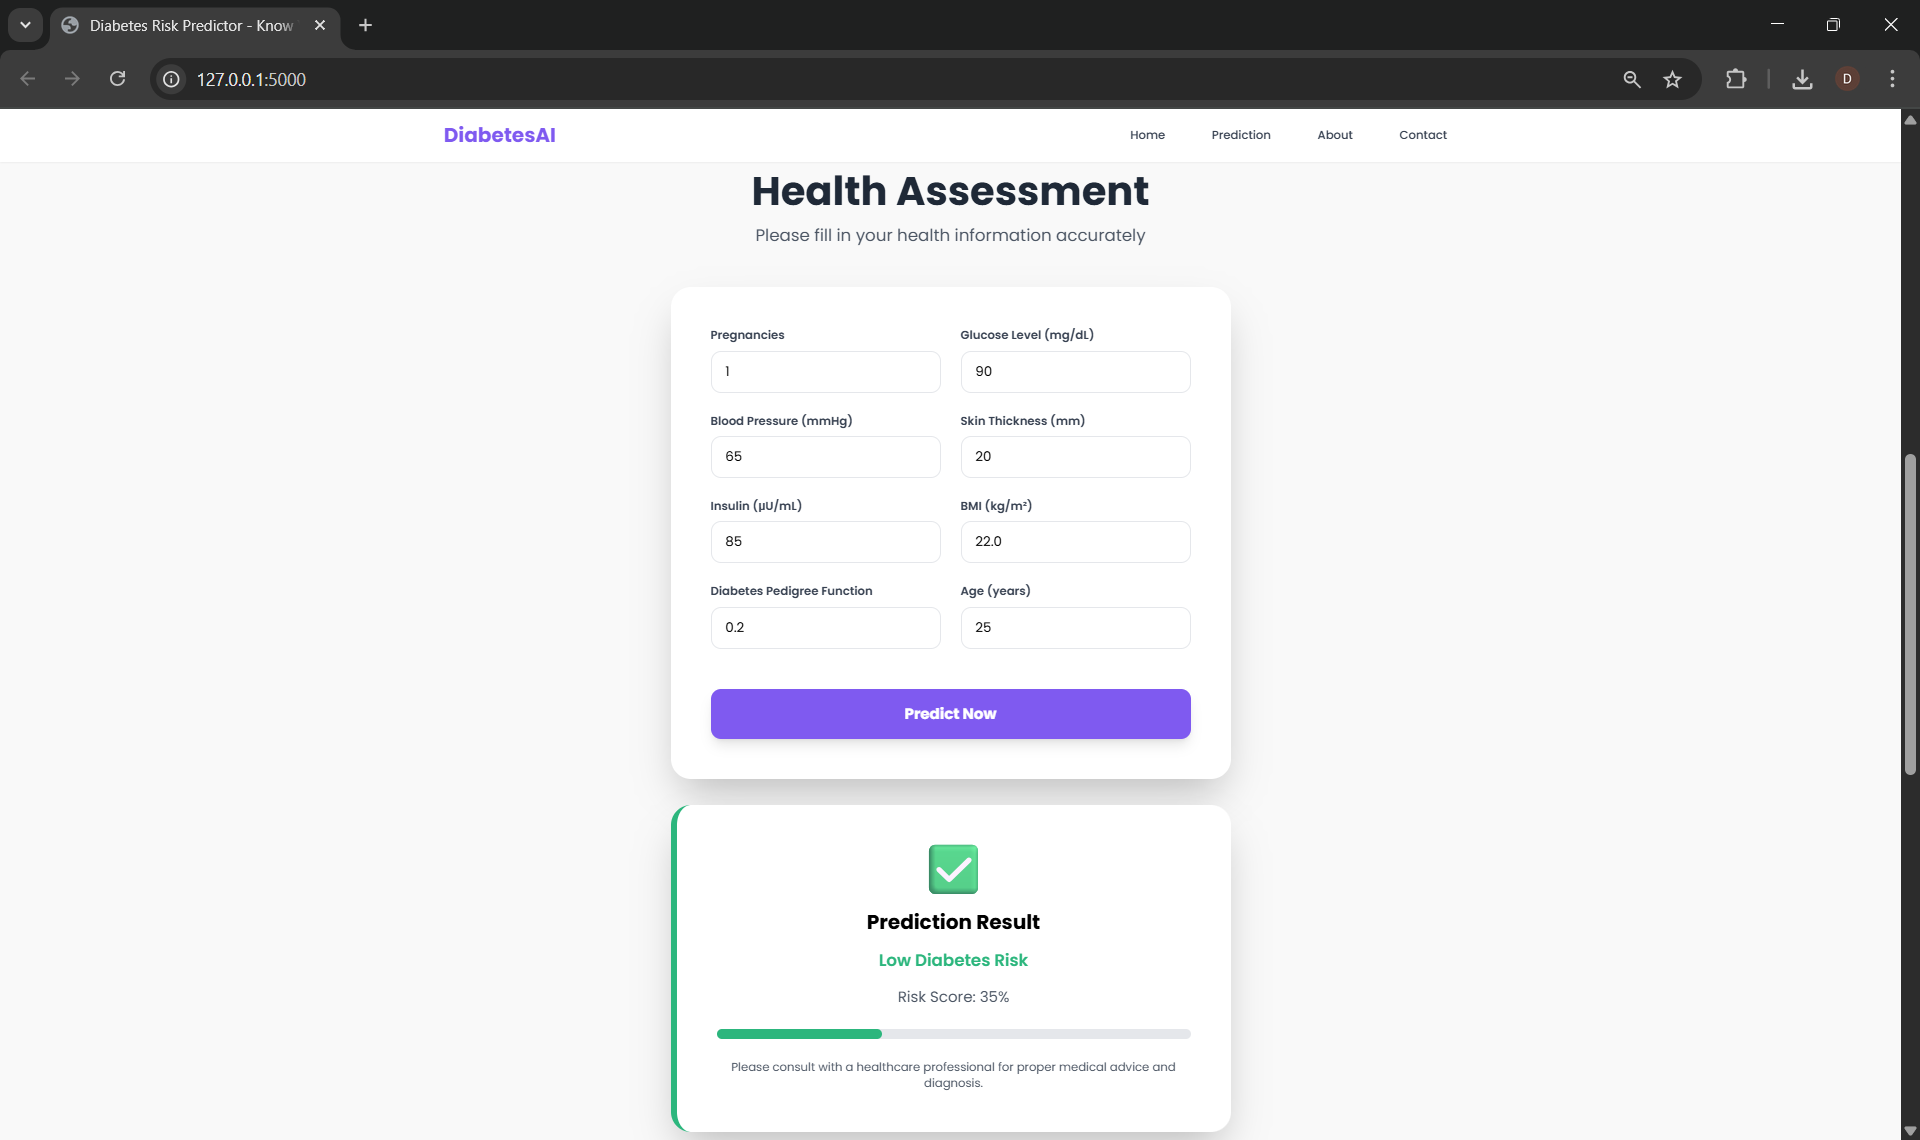 Diabetes Risk Predictor - Know
127.0.0.1:5000
D
DiabetesAI
Home Prediction About Contact
Health Assessment
Please fill in your health information accurately
Pregnancies Glucose Level (mg/dL)
1 90
Blood Pressure (mmHg) Skin Thickness (mm)
65 20
Insulin (μU/mL) BMI (kg/m²)
85 22.0
Diabetes Pedigree Function Age (years)
0.2 25
Predict Now
Prediction Result
Low Diabetes Risk
Risk Score: 35%
Please consult with a healthcare professional for proper medical advice and
diagnosis.